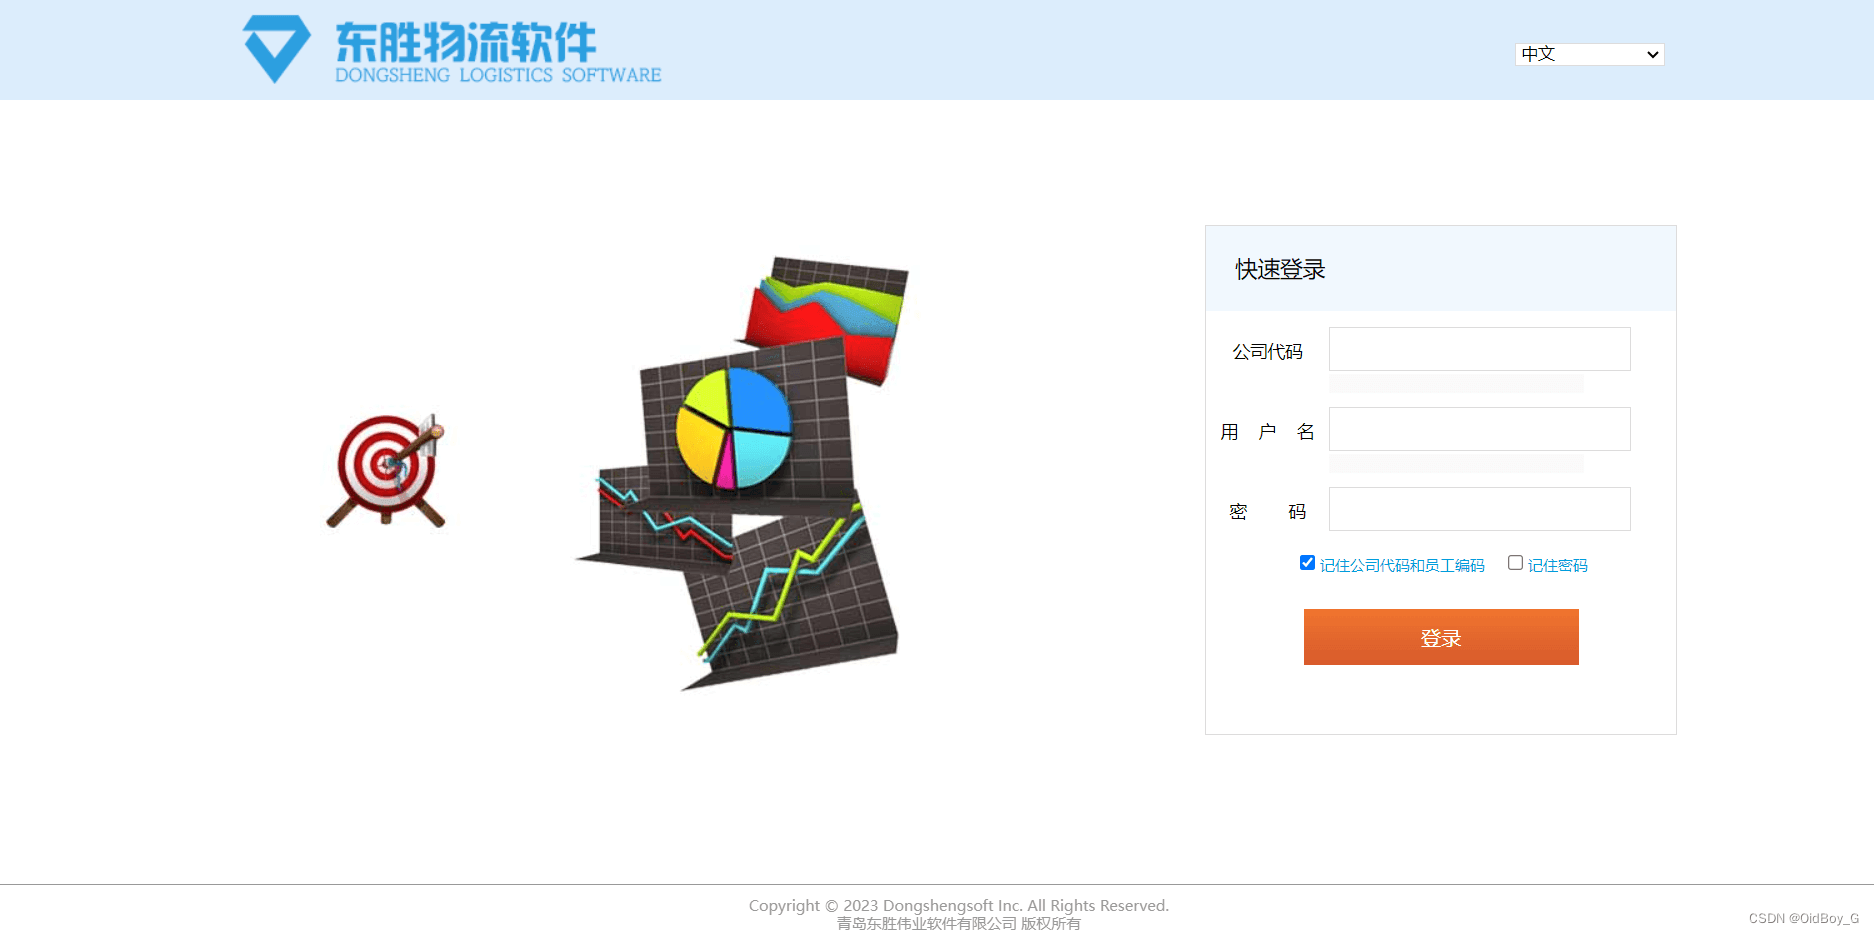 东胜物流软件
DONGSHENG LOGISTICS SOFTWARE
中文
快速登录
公司代码
用 户 名
密 码
记住公司代码和员工编码 记住密码
登录
Copyright © 2023 Dongshengsoft Inc. All Rights Reserved.
青岛东胜伟业软件有限公司 版权所有
CSDN @OidBoy_G